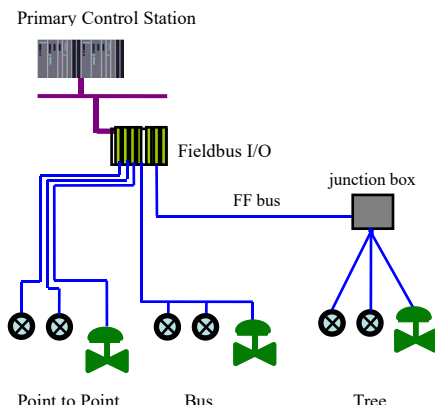 Primary Control Station
Fieldbus I/O
junction box
FF bus
Point to Point
Bus
Tree